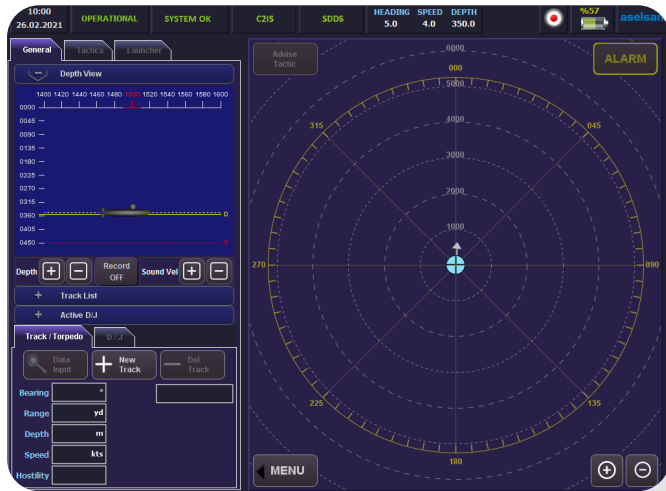 10:00
26.02.2021
OPERATIONAL
SYSTEM OK
C2IS
SDDS
HEADING SPEED DEPTH
5.0 4.0 350.0
%57
aselsan
General
Tactics
Launcher
Depth View
1400 1420 1440 1460 1480 1500 1520 1540 1560 1580 1600
0000
0045
0090
0135
0180
0225
0270
0315
0360
D
0405
0450
S
Depth
Record
OFF
Sound Vel
+ Track List
+ Active D/J
Track / Torpedo
D / J
Data
Input
New
Track
Del
Track
Bearing °
Range yd
Depth m
Speed kts
Hostility
Advise
Tactic
ALARM
6000
000
5000
4000
3000
2000
1000
315
045
270
090
225
135
180
MENU